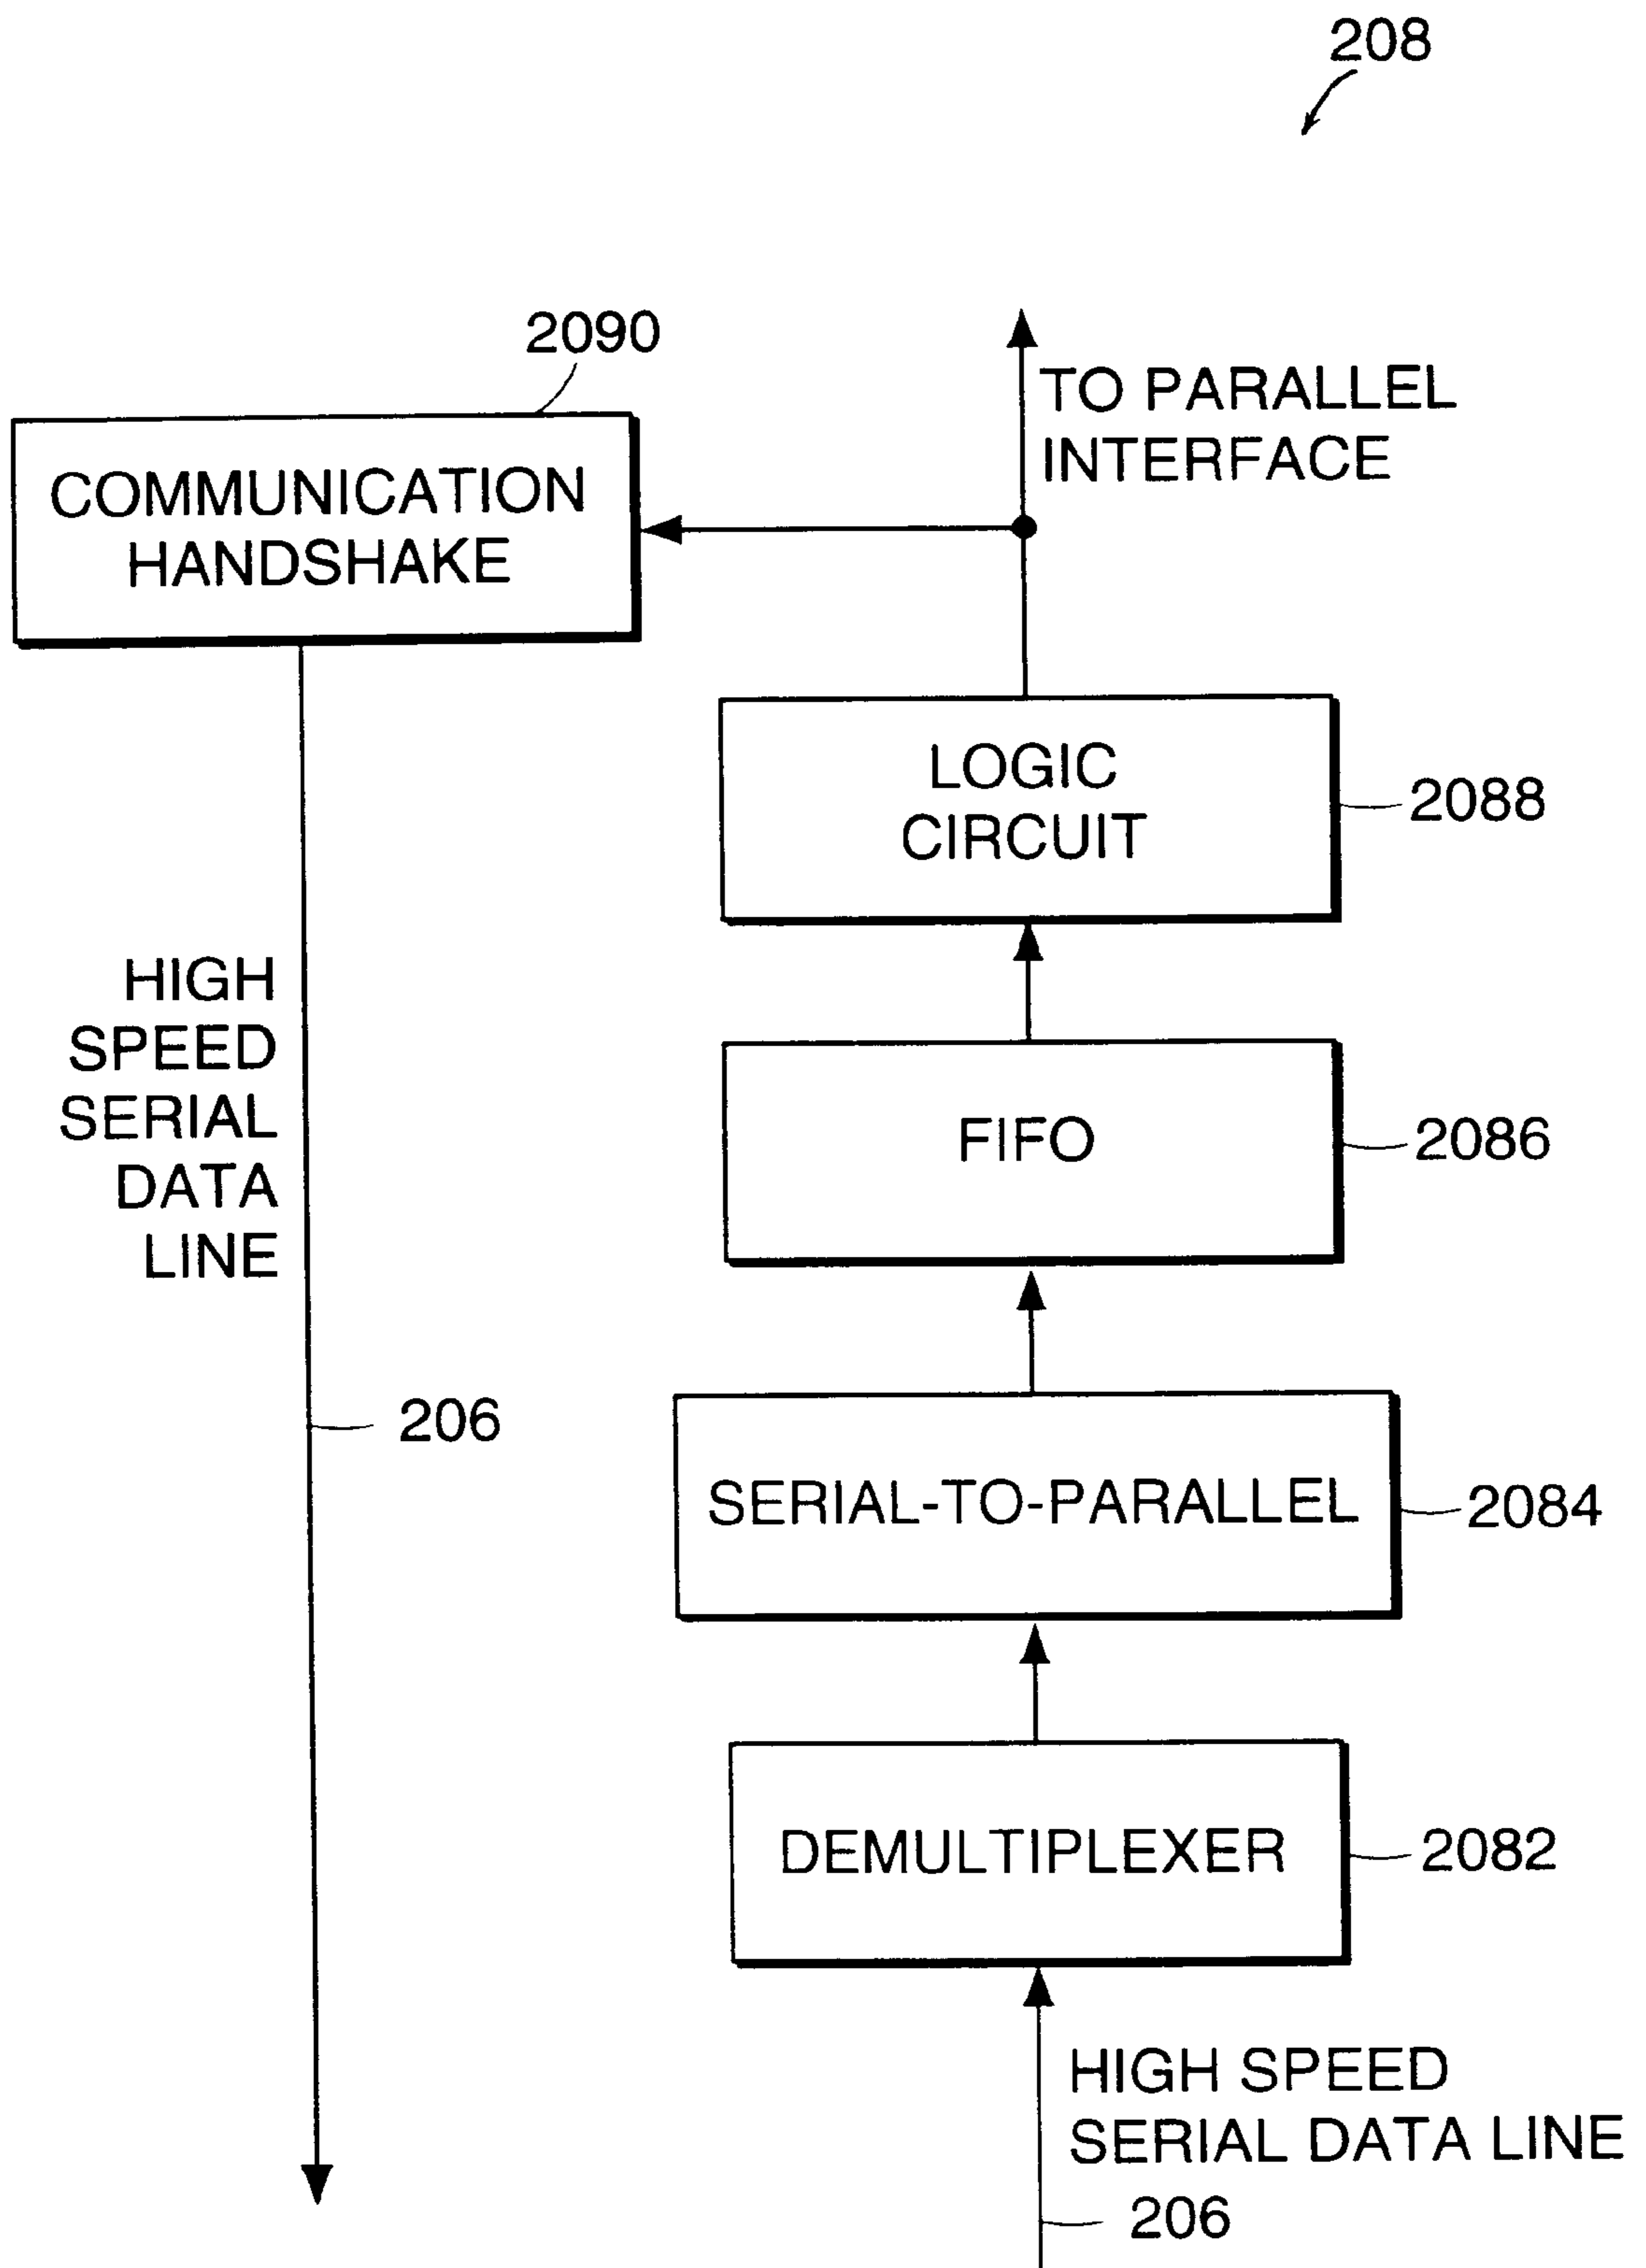 208
2090
TO PARALLEL
INTERFACE
COMMUNICATION
HANDSHAKE
LOGIC
CIRCUIT
2088
HIGH
SPEED
SERIAL
DATA
LINE
FIFO
2086
206
SERIAL-TO-PARALLEL
2084
DEMULTIPLEXER
2082
HIGH SPEED
SERIAL DATA LINE
206